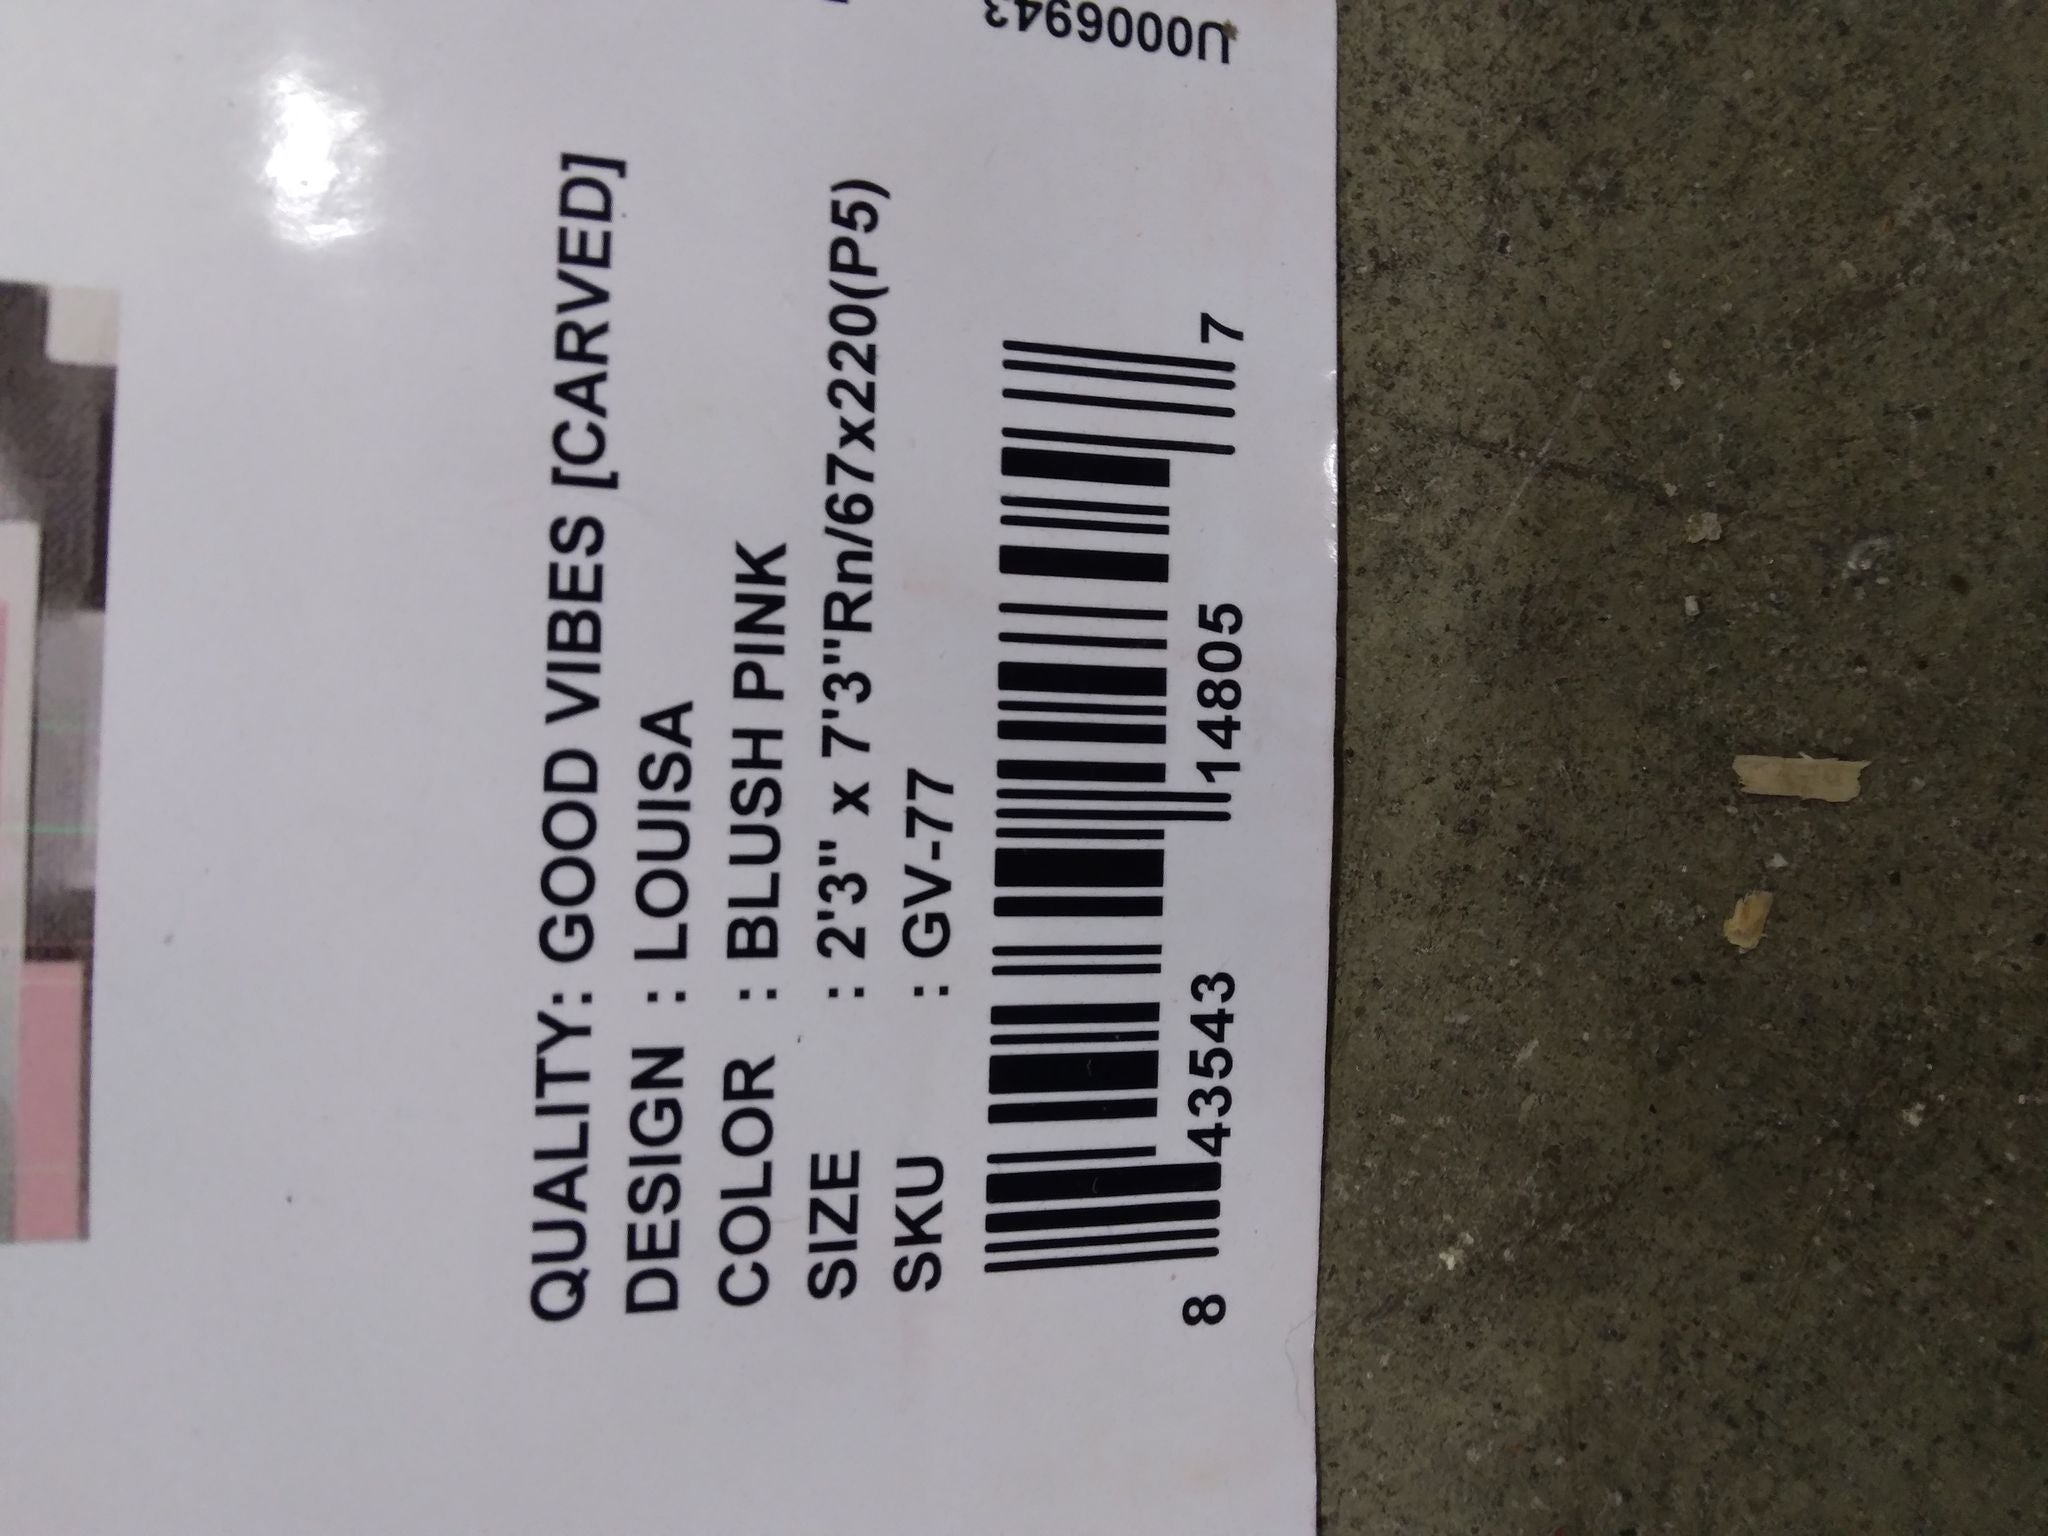 QUALITY: GOOD VIBES [CARVED]
DESIGN : LOUISA
COLOR : BLUSH PINK
SIZE : 2'3" x 7'3"Rn/67x220(P5)
SKU : GV-77
8 43543 14805 7
U0006943